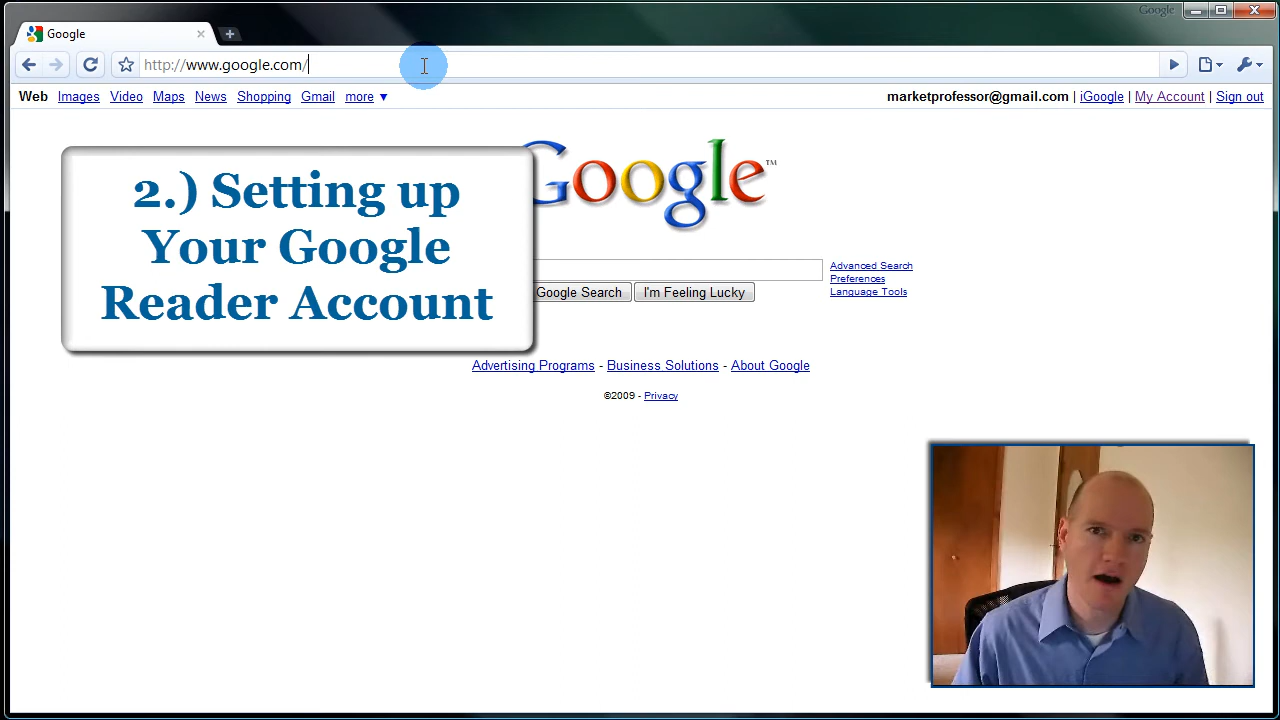 Google
Google
http://www.google.com/
Web Images Video Maps News Shopping Gmail more ▼
marketprofessor@gmail.com | iGoogle | My Account | Sign out
Google™
2.) Setting up
Your Google
Reader Account
Advanced Search
Preferences
Language Tools
Google Search
I'm Feeling Lucky
Advertising Programs - Business Solutions - About Google
©2009 - Privacy